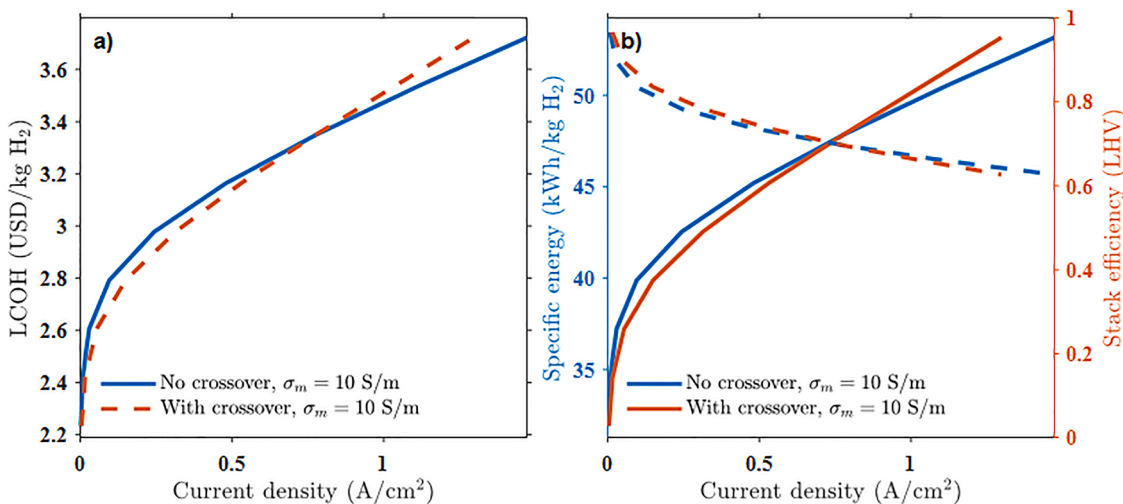 a)
3.6
3.4
3.2
3
2.8
2.6
2.4
2.2
LCOH (USD/kg H₂)
No crossover, σₘ = 10 S/m
With crossover, σₘ = 10 S/m
0
0.5
1
Current density (A/cm²)
b)
50
45
40
35
Specific energy (kWh/kg H₂)
1
0.8
0.6
0.4
0.2
0
Stack efficiency (LHV)
No crossover, σₘ = 10 S/m
With crossover, σₘ = 10 S/m
0
0.5
1
Current density (A/cm²)